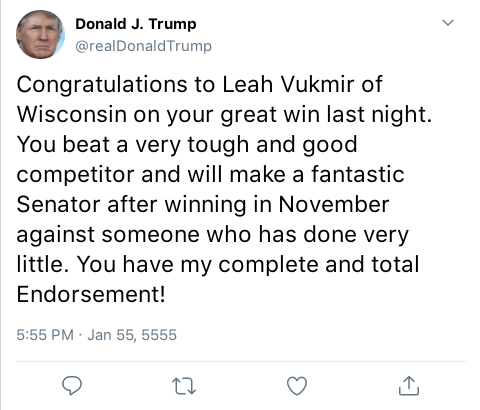 Donald J. Trump
@realDonaldTrump
Congratulations to Leah Vukmir of
Wisconsin on your great win last night.
You beat a very tough and good
competitor and will make a fantastic
Senator after winning in November
against someone who has done very
little. You have my complete and total
Endorsement!
5:55 PM · Jan 55, 5555